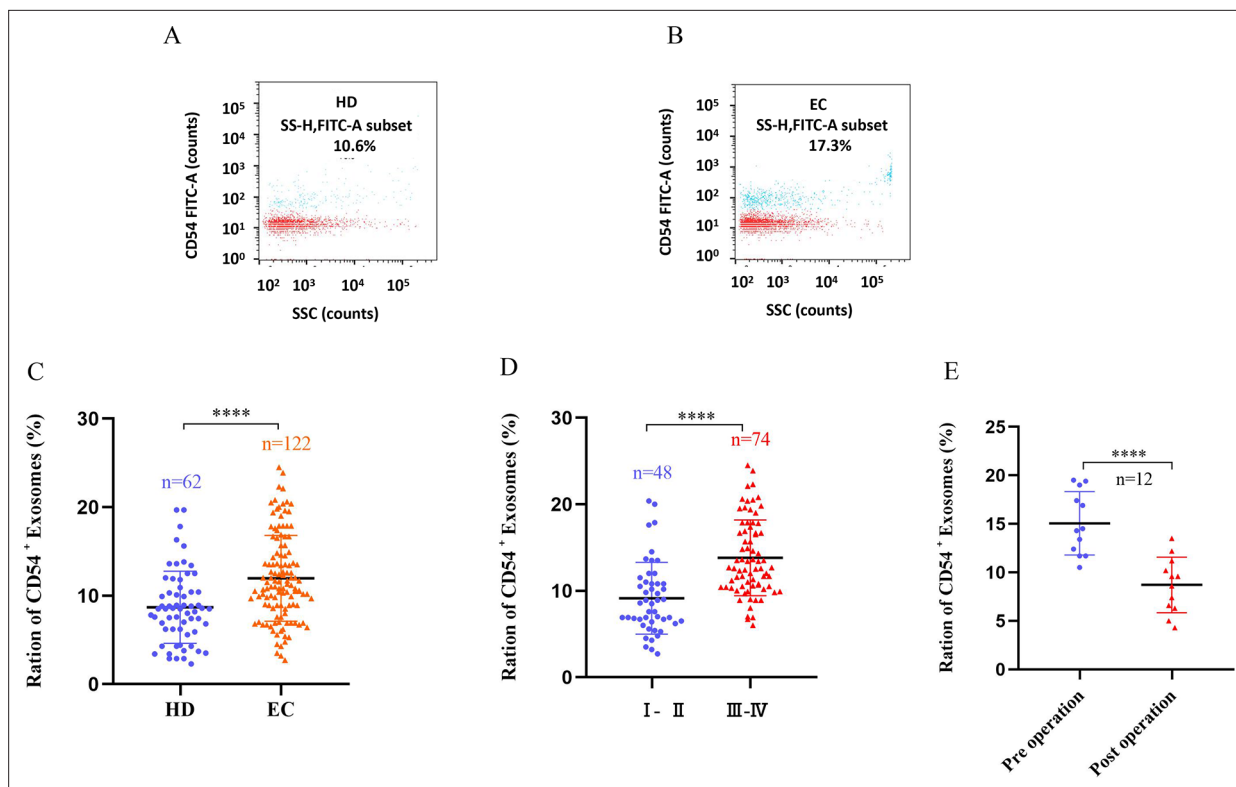 A
B
HD
SS-H,FITC-A subset
10.6%
CD54 FITC-A (counts)
10⁵
10⁴
10³
10²
10¹
10⁰
10² 10³ 10⁴ 10⁵
SSC (counts)
EC
SS-H,FITC-A subset
17.3%
CD54 FITC-A (counts)
10⁵
10⁴
10³
10²
10¹
10⁰
10² 10³ 10⁴ 10⁵
SSC (counts)
C
Ration of CD54⁺ Exosomes (%)
30
20
10
0
****
n=122
n=62
HD EC
D
Ration of CD54⁺ Exosomes (%)
30
20
10
0
****
n=74
n=48
Ⅰ- Ⅱ Ⅲ-Ⅳ
E
Ration of CD54⁺ Exosomes (%)
25
20
15
10
5
0
****
n=12
Pre operation
Post operation